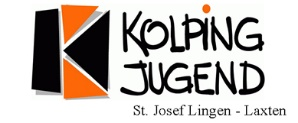 KOLPING
JUGEND
St. Josef Lingen - Laxten